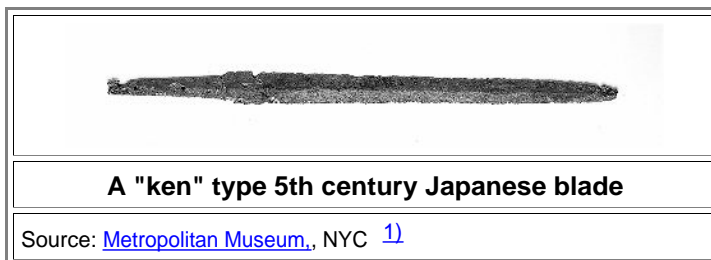 A "ken" type 5th century Japanese blade
Source: Metropolitan Museum,, NYC 1)